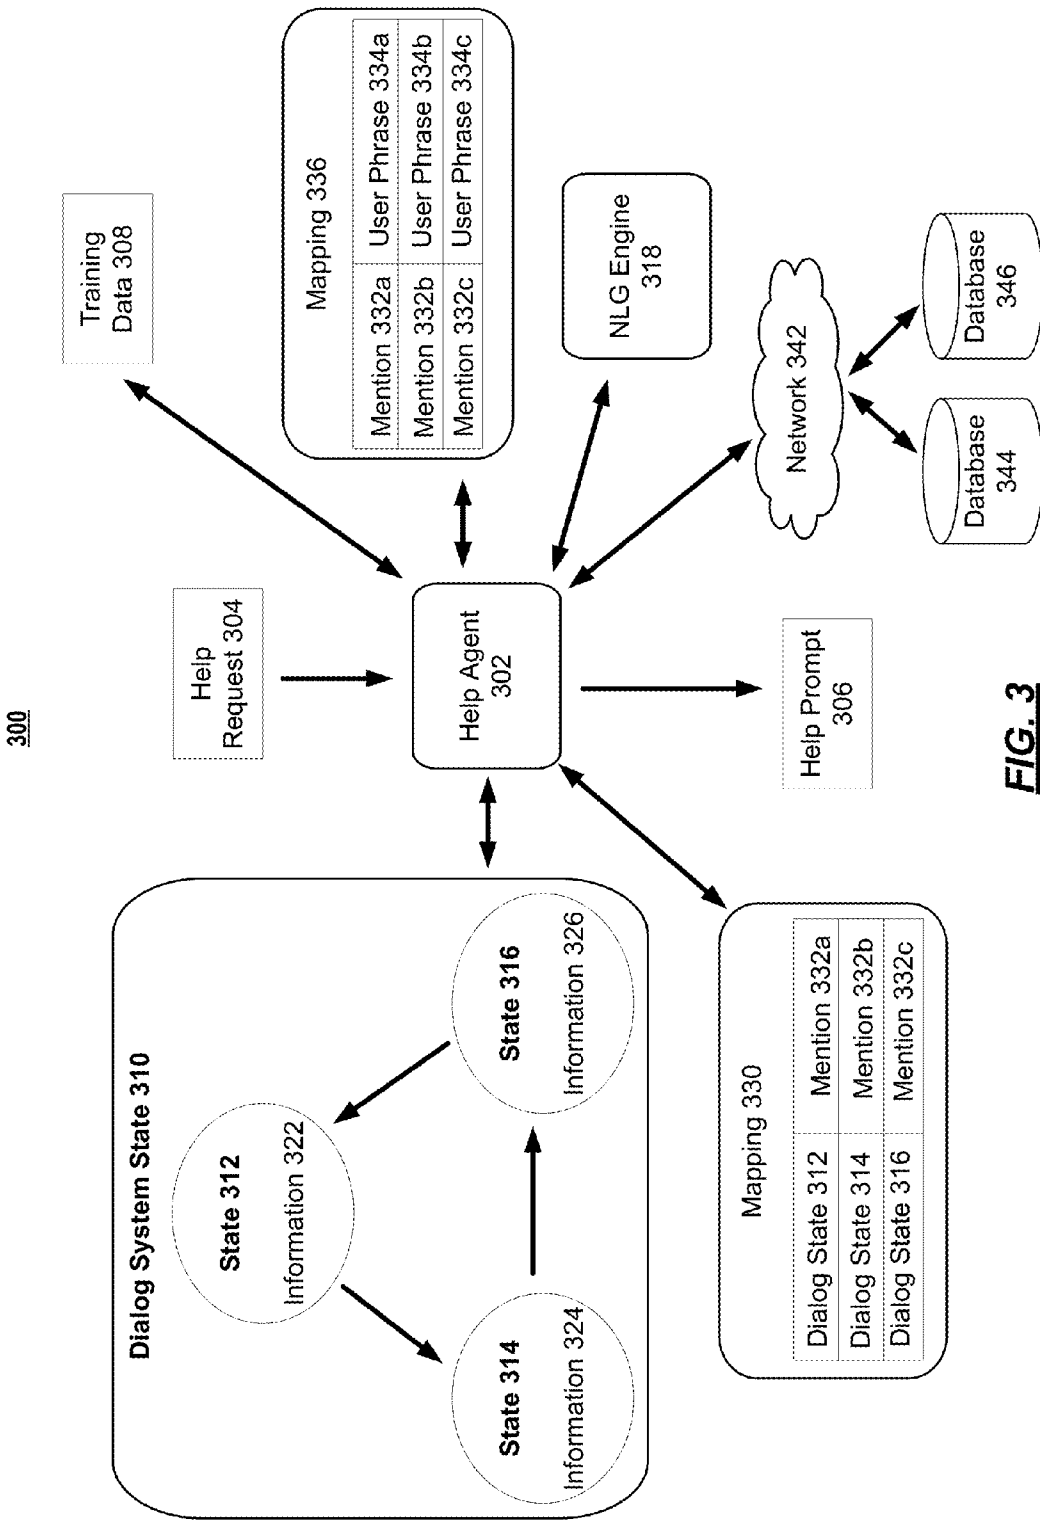 300
Dialog System State 310
State 312
Information 322
State 314
Information 324
State 316
Information 326
Help
Request 304
Training
Data 308
Help Agent
302
Mapping 336
Mention 332a User Phrase 334a
Mention 332b User Phrase 334b
Mention 332c User Phrase 334c
NLG Engine
318
Mapping 330
Dialog State 312 Mention 332a
Dialog State 314 Mention 332b
Dialog State 316 Mention 332c
Help Prompt
306
Network 342
Database
344
Database
346
FIG. 3